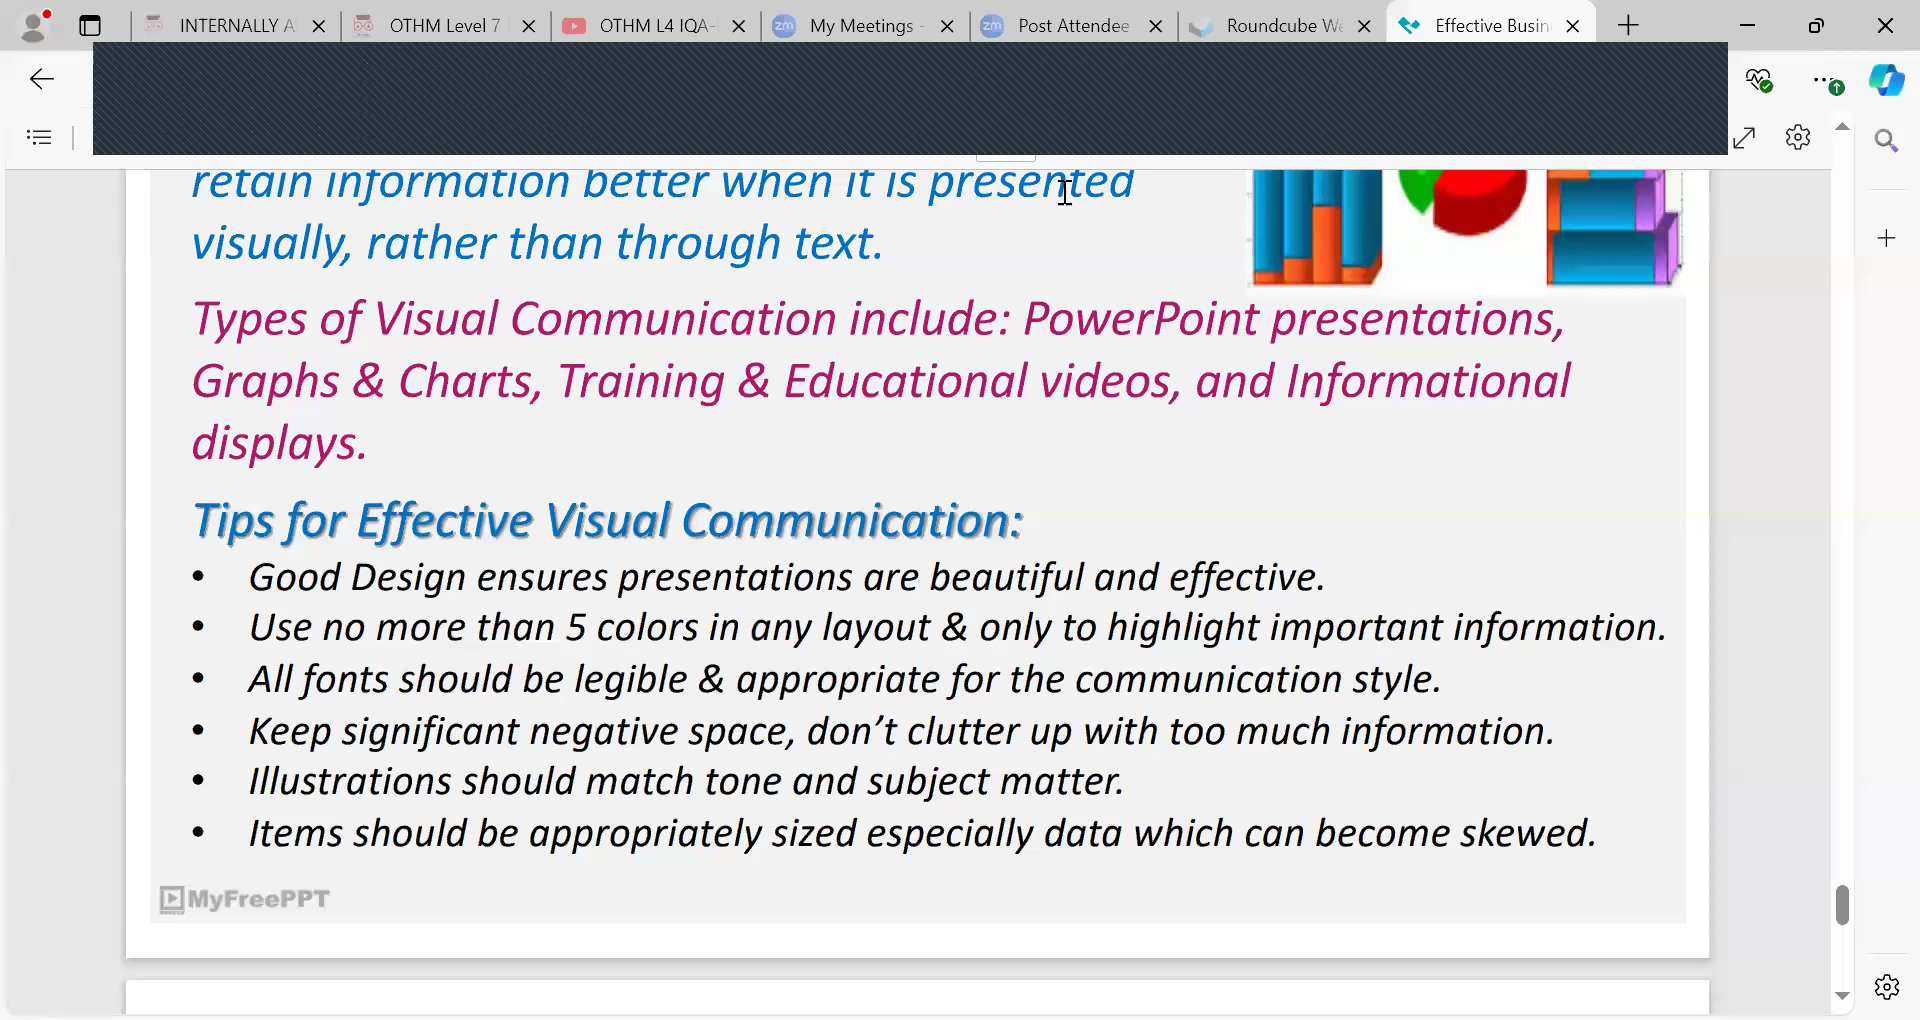 INTERNALLY A
OTHM Level 7
OTHM L4 IQA-
My Meetings -
Post Attendee
Roundcube We
Effective Busin
retain information better when it is presented
visually, rather than through text.
Types of Visual Communication include: PowerPoint presentations,
Graphs & Charts, Training & Educational videos, and Informational
displays.
Tips for Effective Visual Communication:
• Good Design ensures presentations are beautiful and effective.
• Use no more than 5 colors in any layout & only to highlight important information.
• All fonts should be legible & appropriate for the communication style.
• Keep significant negative space, don’t clutter up with too much information.
• Illustrations should match tone and subject matter.
• Items should be appropriately sized especially data which can become skewed.
MyFreePPT